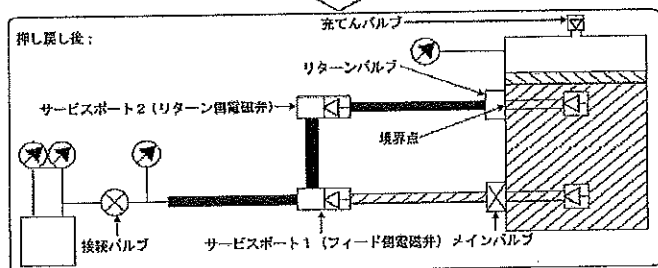 充てんバルブ
押し戻し後；
リターンバルブ
サービスポート2（リターン側電磁弁）
境界点
接続バルブ
サービスポート1（フィード側電磁弁）メインバルブ